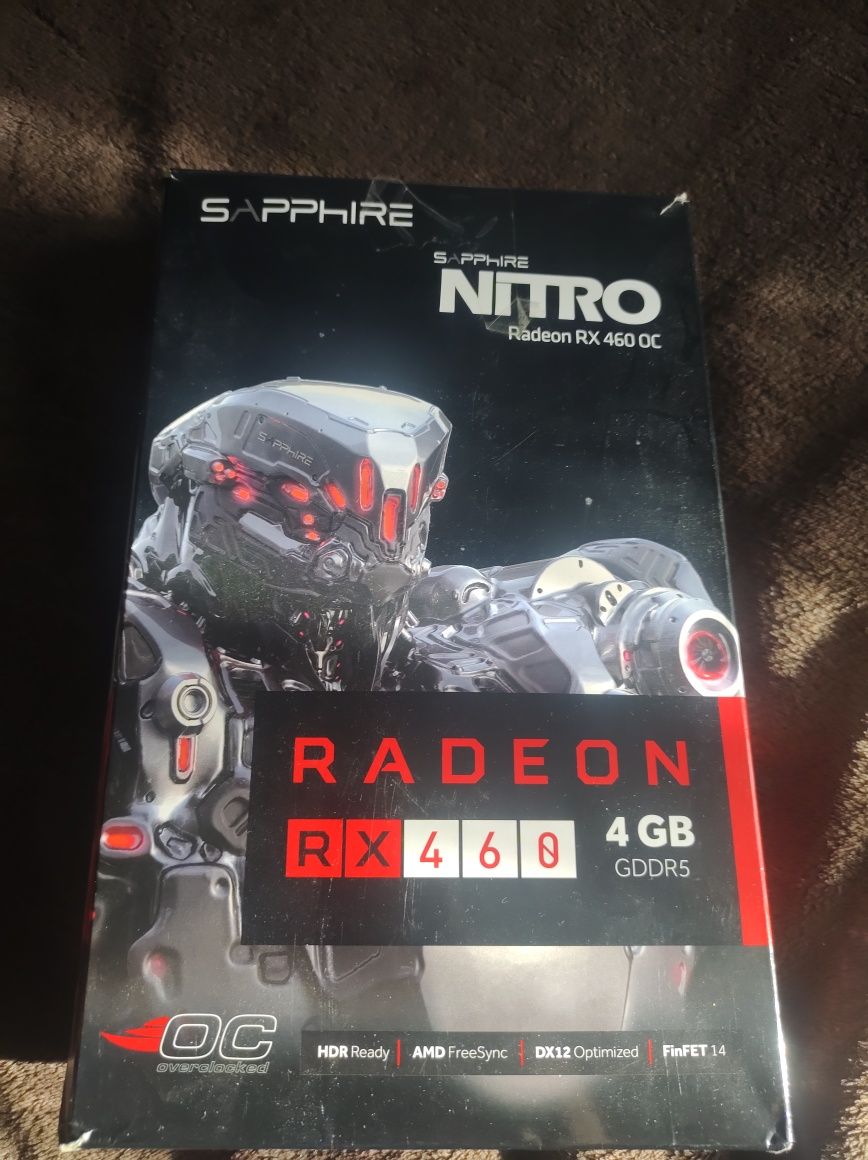 SAPPHIRE
SAPPHIRE
NITRO
Radeon RX 460 OC
SAPPHIRE
RADEON
RX 460
4 GB
GDDR5
OC
overclocked
HDR Ready | AMD FreeSync | DX12 Optimized | FinFET 14